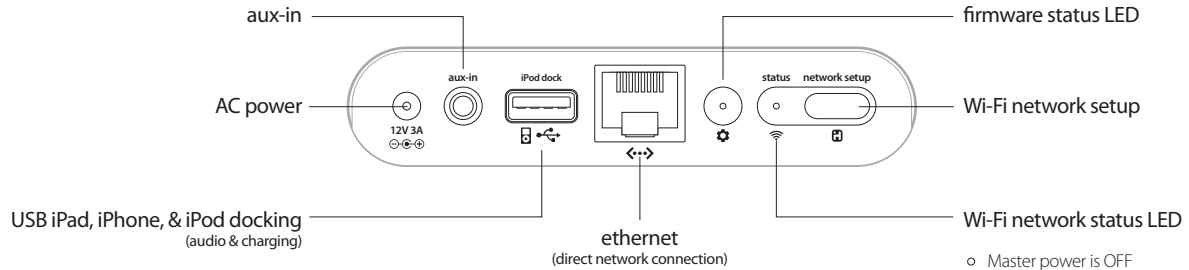 aux-in
firmware status LED
aux-in
iPod dock
status
network setup
AC power
Wi-Fi network setup
12V 3A
USB iPad, iPhone, & iPod docking
(audio & charging)
ethernet
(direct network connection)
Wi-Fi network status LED
Master power is OFF